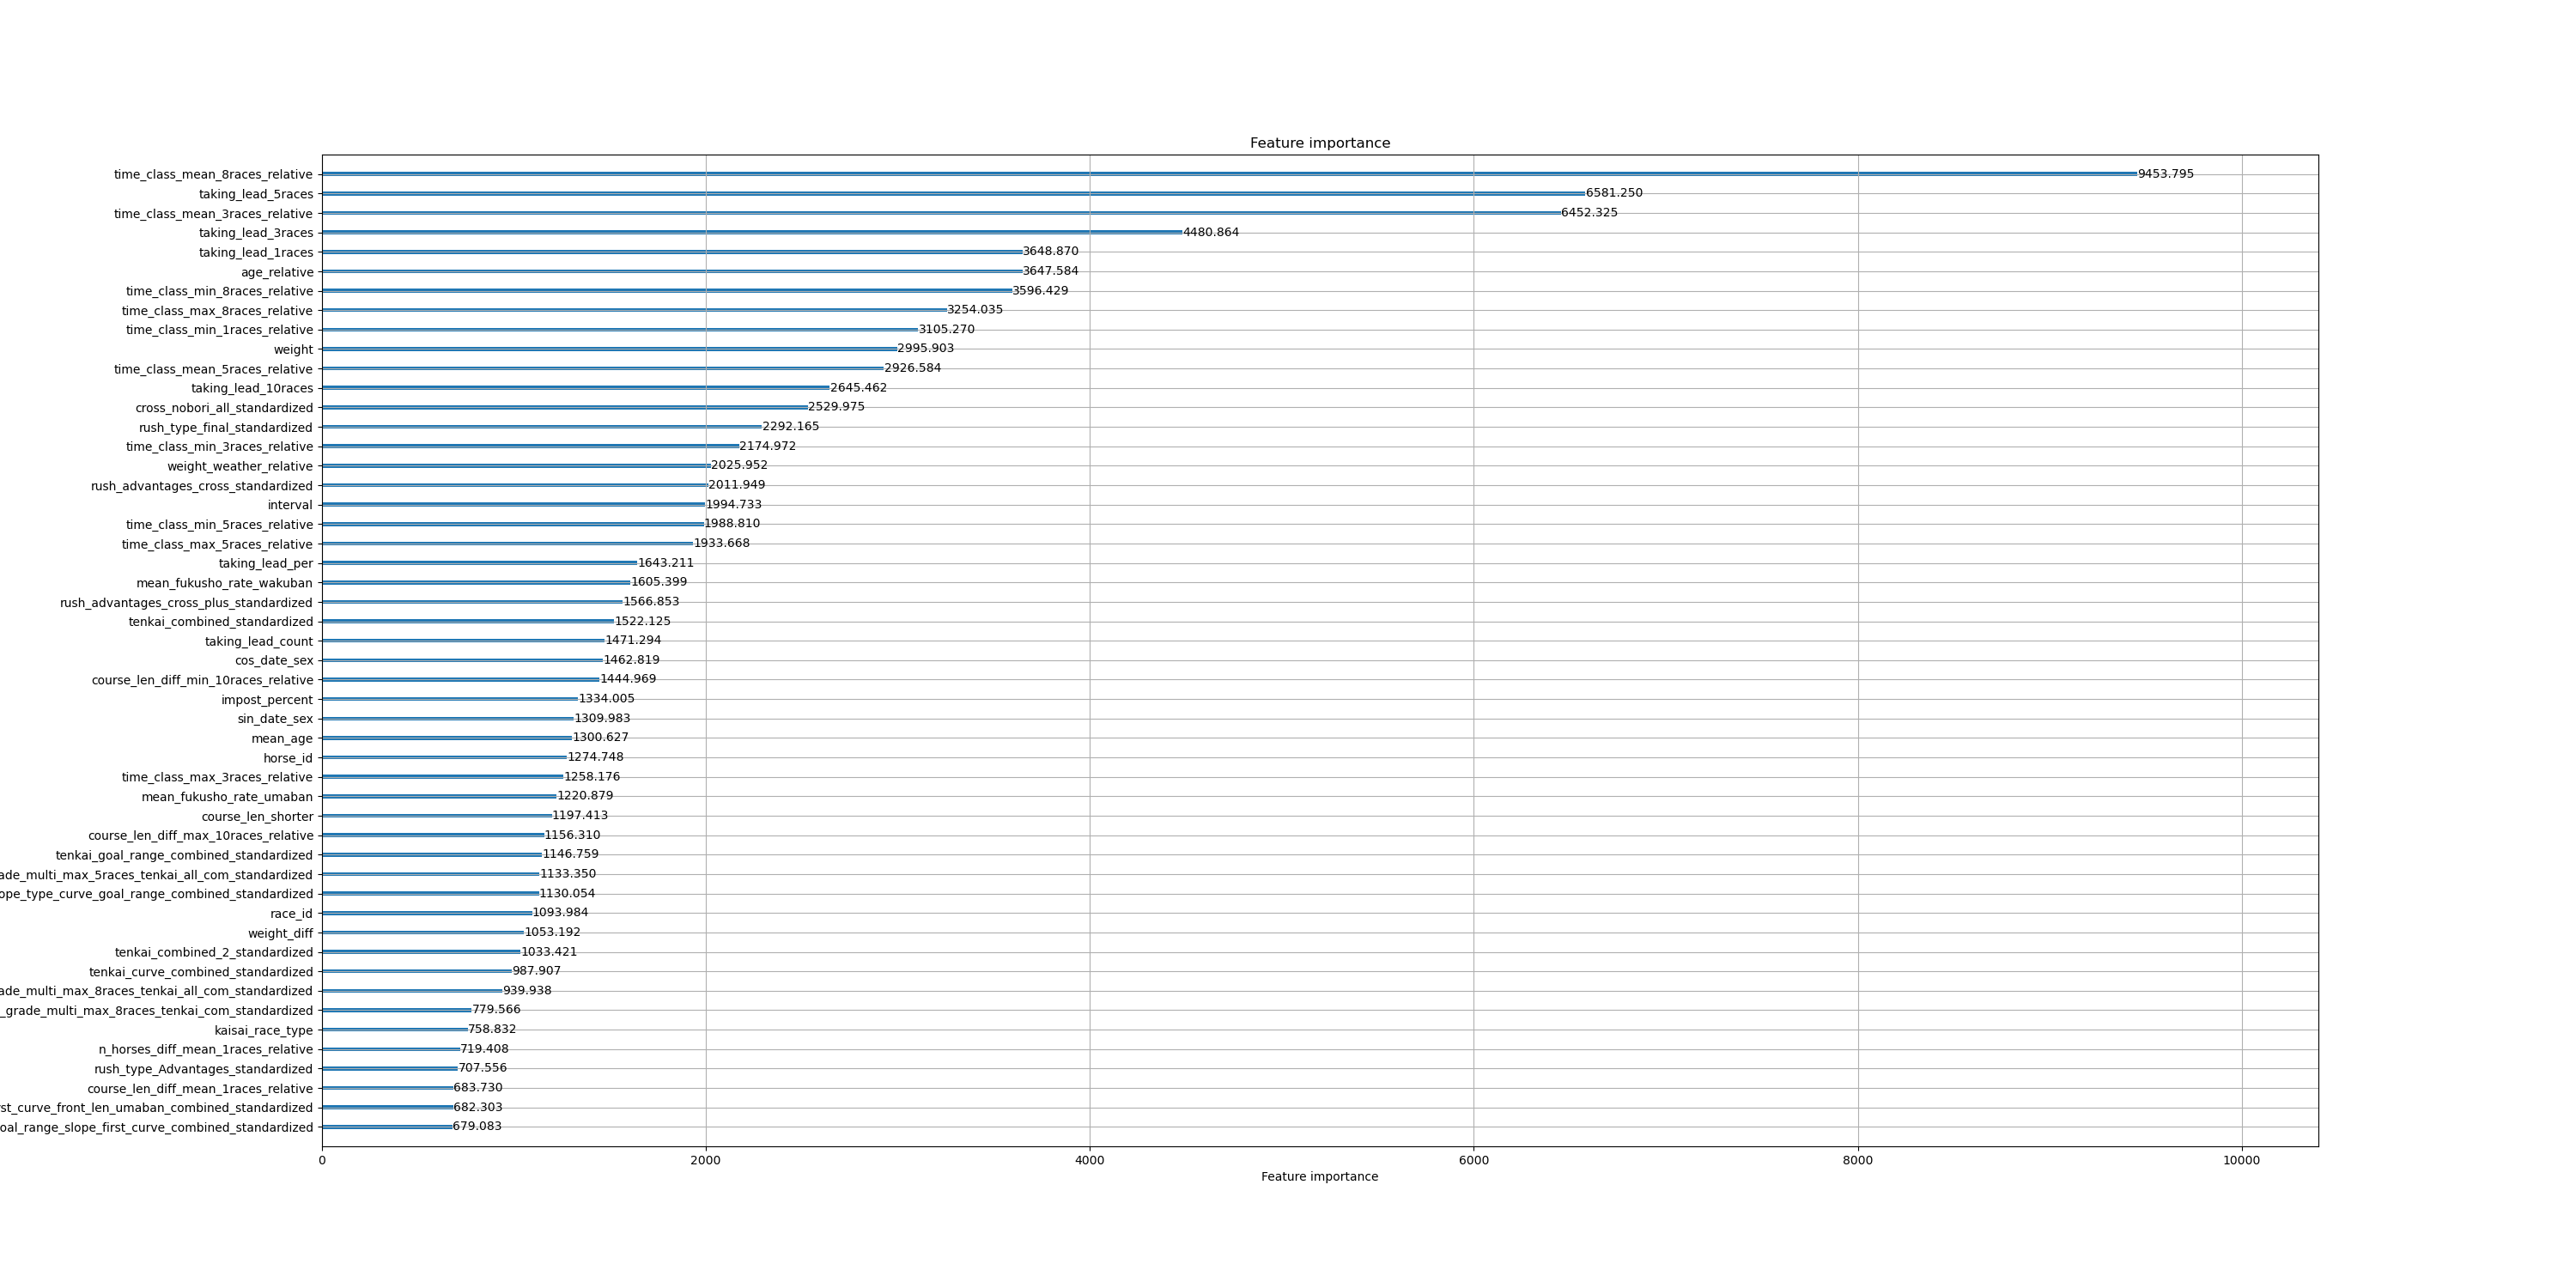 Feature importance
time_class_mean_8races_relative 9453.795
taking_lead_5races 6581.250
time_class_mean_3races_relative 6452.325
taking_lead_3races 4480.864
taking_lead_1races 3648.870
age_relative 3647.584
time_class_min_8races_relative 3596.429
time_class_max_8races_relative 3254.035
time_class_min_1races_relative 3105.270
weight 2995.903
time_class_mean_5races_relative 2926.584
taking_lead_10races 2645.462
cross_nobori_all_standardized 2529.975
rush_type_final_standardized 2292.165
time_class_min_3races_relative 2174.972
weight_weather_relative 2025.952
rush_advantages_cross_standardized 2011.949
interval 1994.733
time_class_min_5races_relative 1988.810
time_class_max_5races_relative 1933.668
taking_lead_per 1643.211
mean_fukusho_rate_wakuban 1605.399
rush_advantages_cross_plus_standardized 1566.853
tenkai_combined_standardized 1522.125
taking_lead_count 1471.294
cos_date_sex 1462.819
course_len_diff_min_10races_relative 1444.969
impost_percent 1334.005
sin_date_sex 1309.983
mean_age 1300.627
horse_id 1274.748
time_class_max_3races_relative 1258.176
mean_fukusho_rate_umaban 1220.879
course_len_shorter 1197.413
course_len_diff_max_10races_relative 1156.310
tenkai_goal_range_combined_standardized 1146.759
ade_multi_max_5races_tenkai_all_com_standardized 1133.350
ope_type_curve_goal_range_combined_standardized 1130.054
race_id 1093.984
weight_diff 1053.192
tenkai_combined_2_standardized 1033.421
tenkai_curve_combined_standardized 987.907
ade_multi_max_8races_tenkai_all_com_standardized 939.938
_grade_multi_max_8races_tenkai_com_standardized 779.566
kaisai_race_type 758.832
n_horses_diff_mean_1races_relative 719.408
rush_type_Advantages_standardized 707.556
course_len_diff_mean_1races_relative 683.730
st_curve_front_len_umaban_combined_standardized 682.303
oal_range_slope_first_curve_combined_standardized 679.083
0 2000 4000 6000 8000 10000
Feature importance